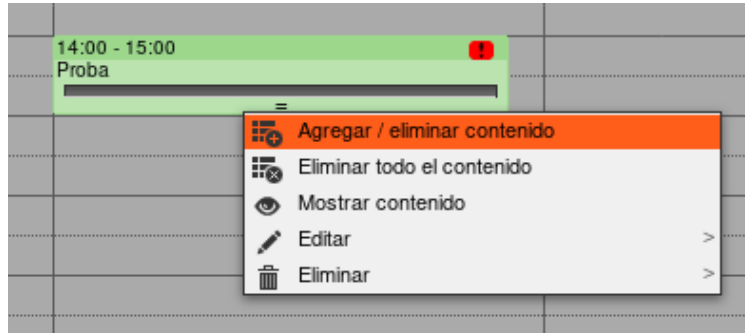 14:00 - 15:00
Proba
=
Agregar / eliminar contenido
Eliminar todo el contenido
Mostrar contenido
Editar >
Eliminar >